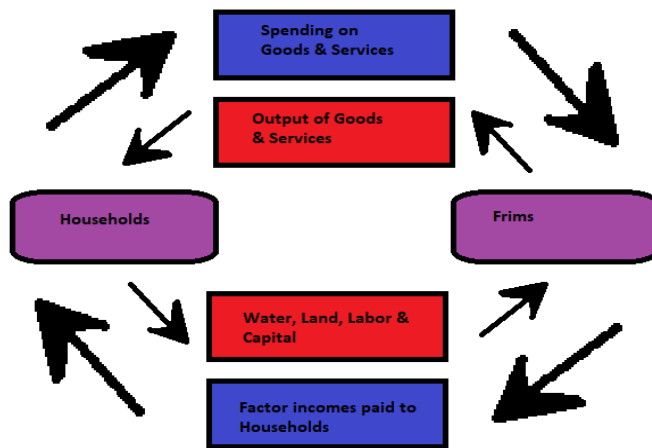 Spending on
Goods & Services
Output of Goods
& Services
Households
Frims
Water, Land, Labor &
Capital
Factor incomes paid to
Households